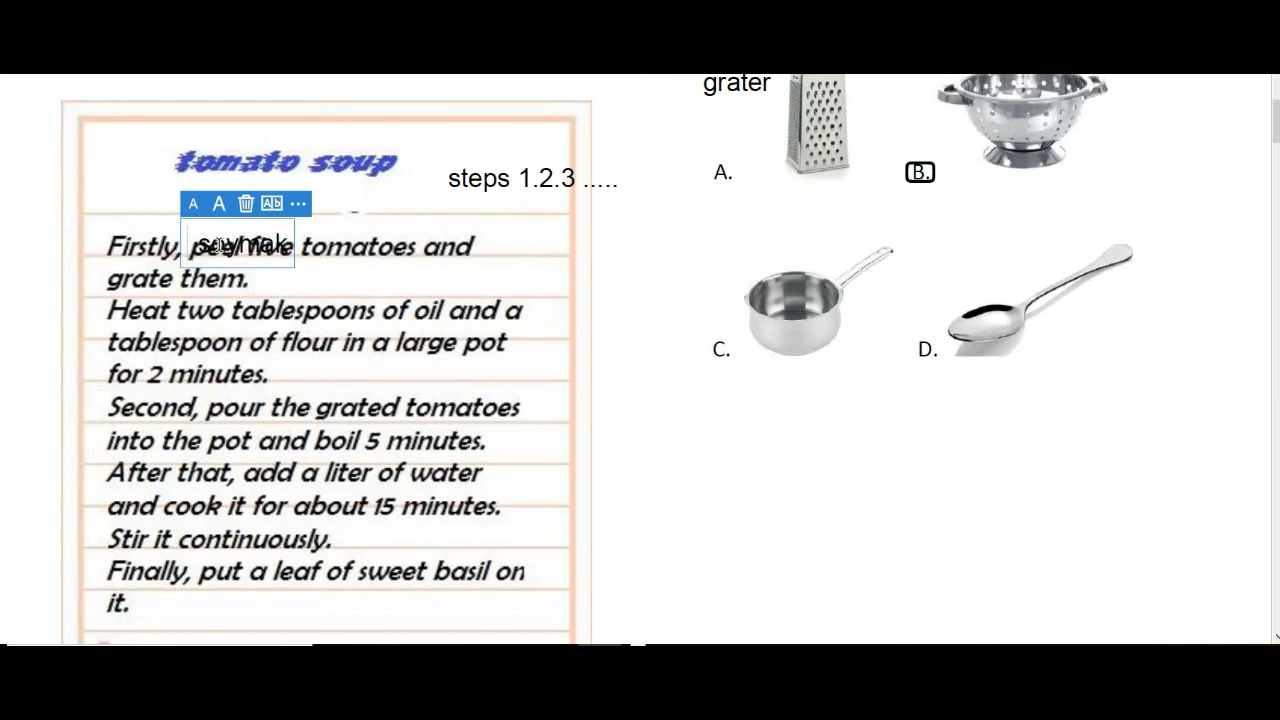 tomato soup
steps 1.2.3 .....
soymak
Firstly, peel five tomatoes and
grate them.
Heat two tablespoons of oil and a
tablespoon of flour in a large pot
for 2 minutes.
Second, pour the grated tomatoes
into the pot and boil 5 minutes.
After that, add a liter of water
and cook it for about 15 minutes.
Stir it continuously.
Finally, put a leaf of sweet basil on
it.
grater
A.
B.
C.
D.